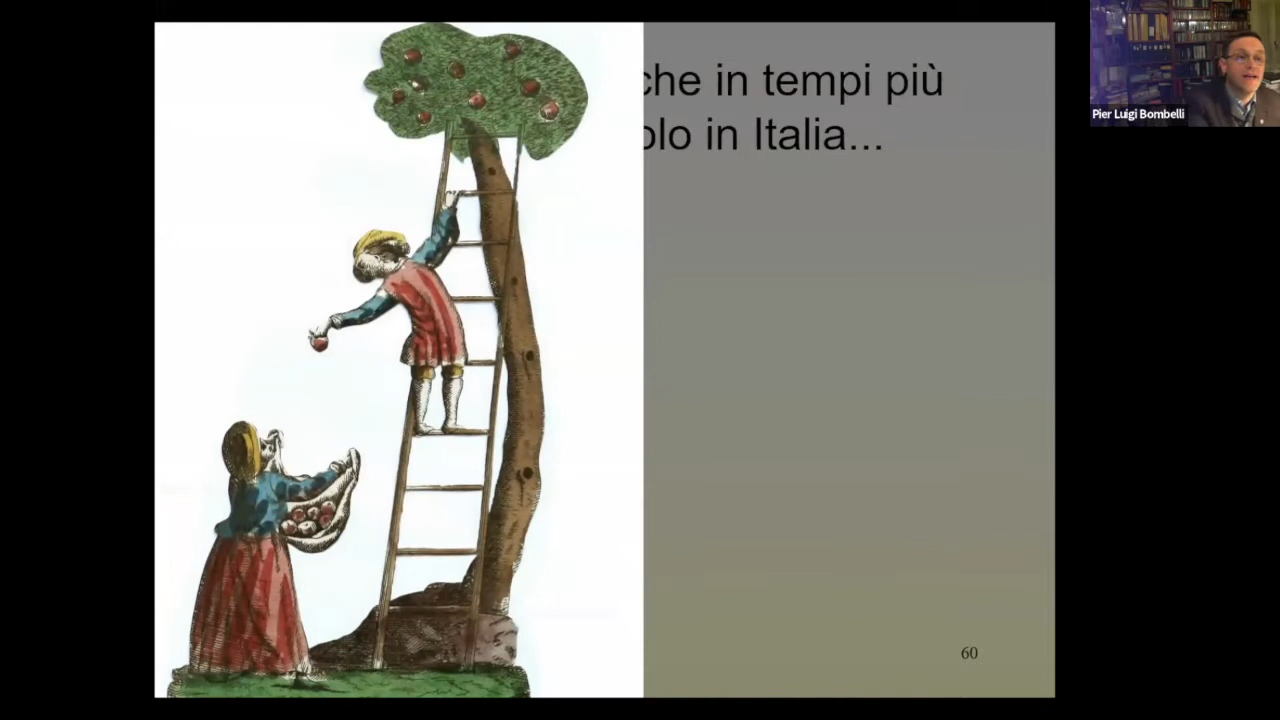 che in tempi più
olo in Italia...
60
Pier Luigi Bombelli